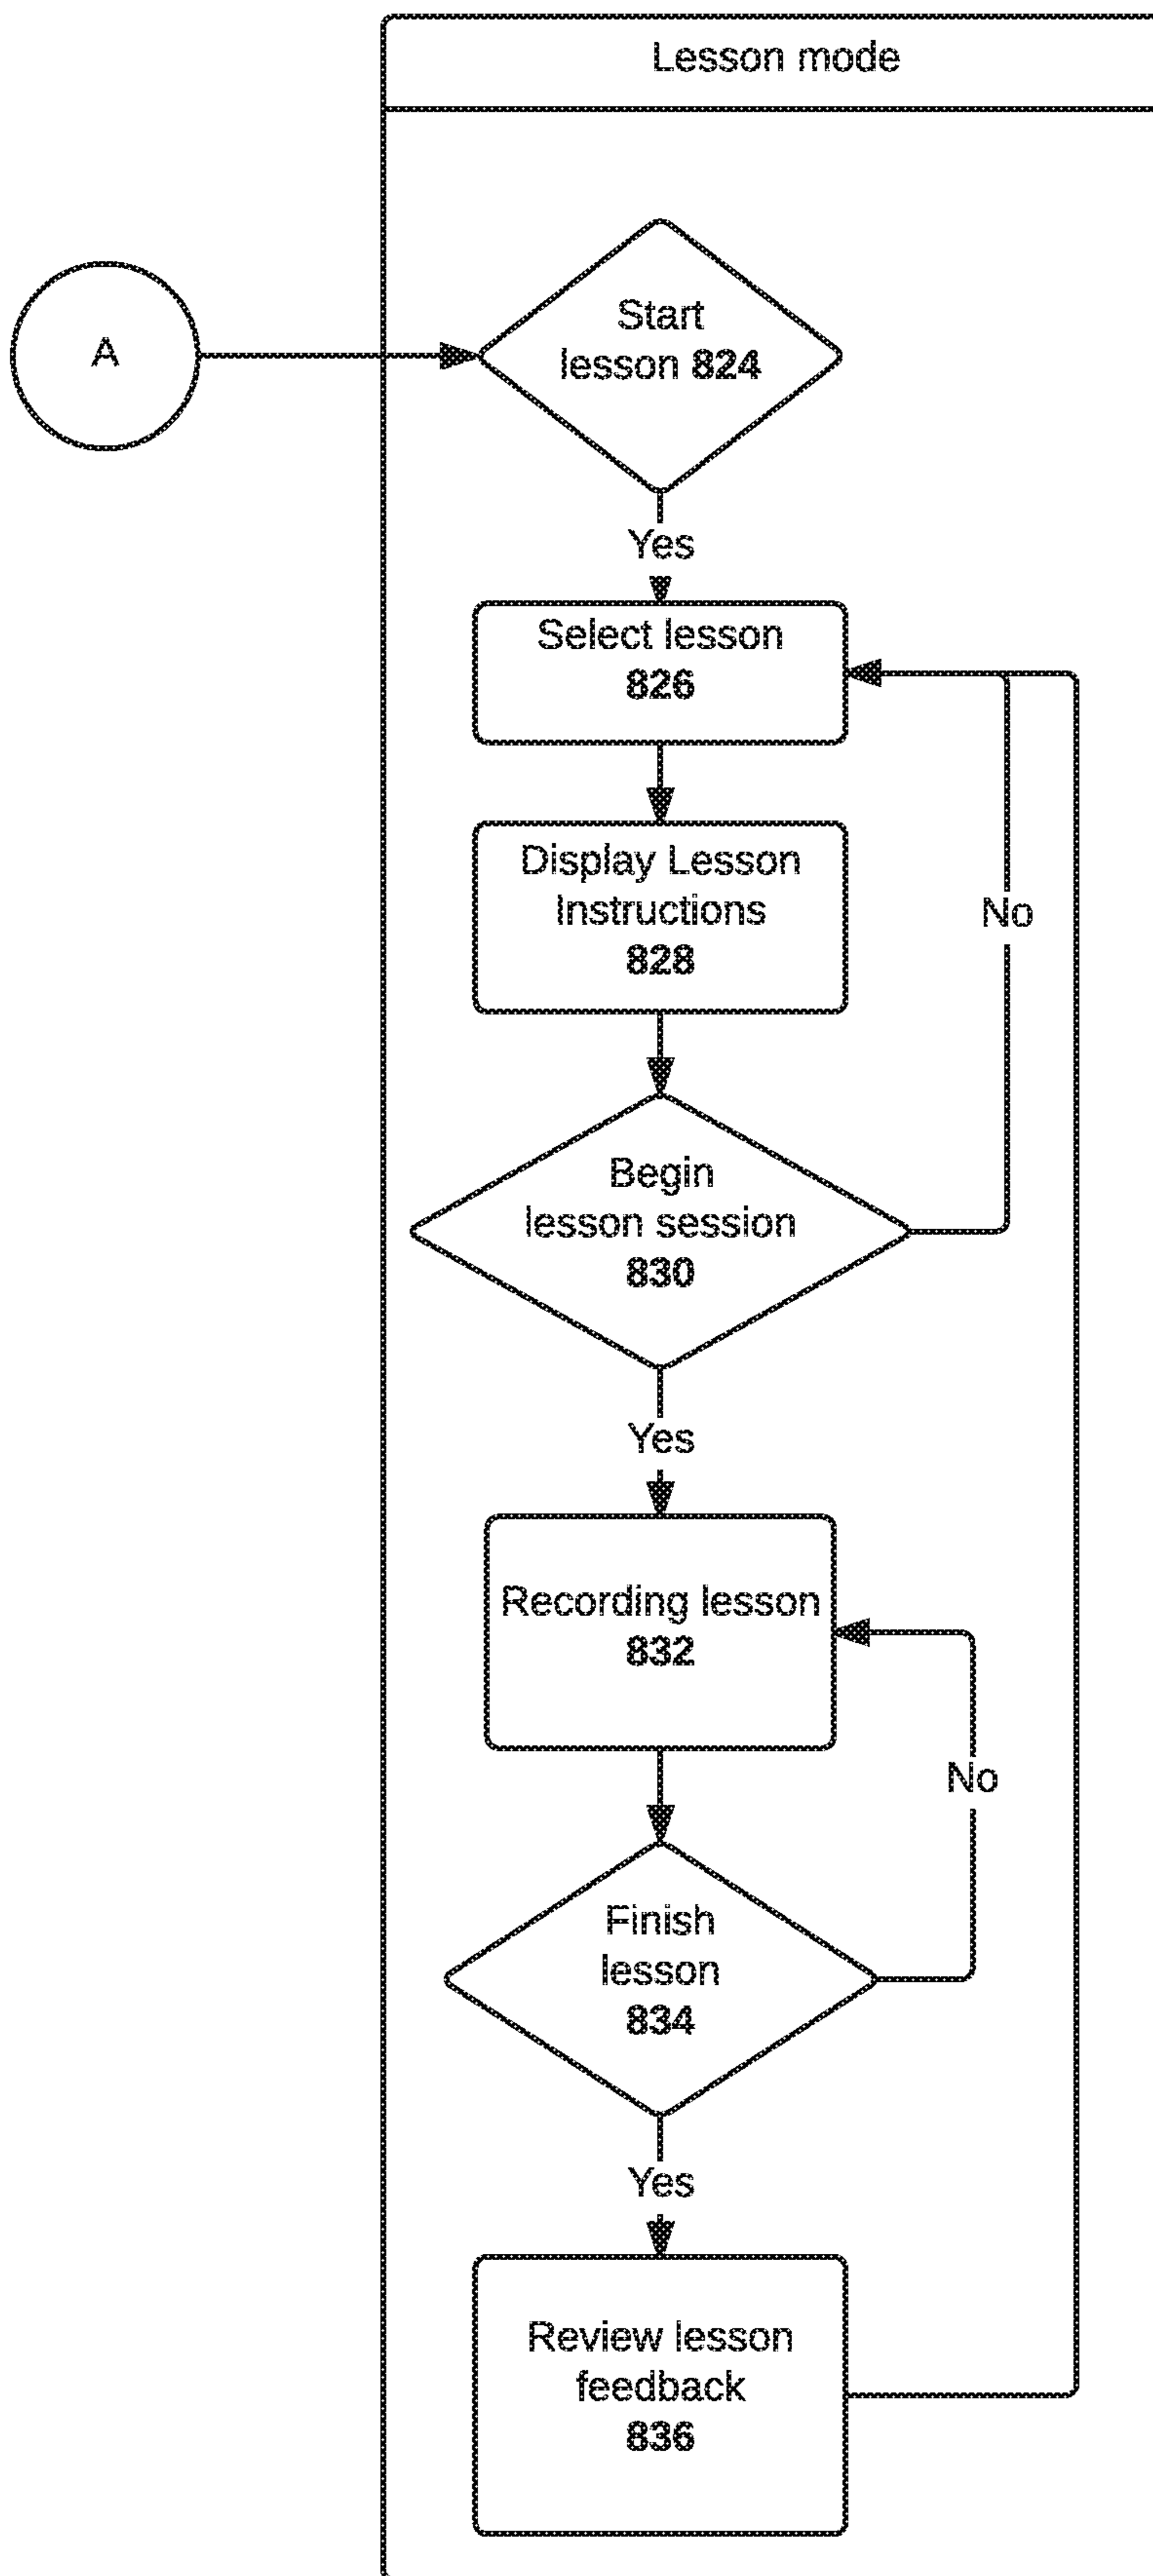 Lesson mode
A
Start
lesson 824
Yes
Select lesson
826
Display Lesson
Instructions
828
No
Begin
lesson session
830
Yes
Recording lesson
832
No
Finish
lesson
834
Yes
Review lesson
feedback
836